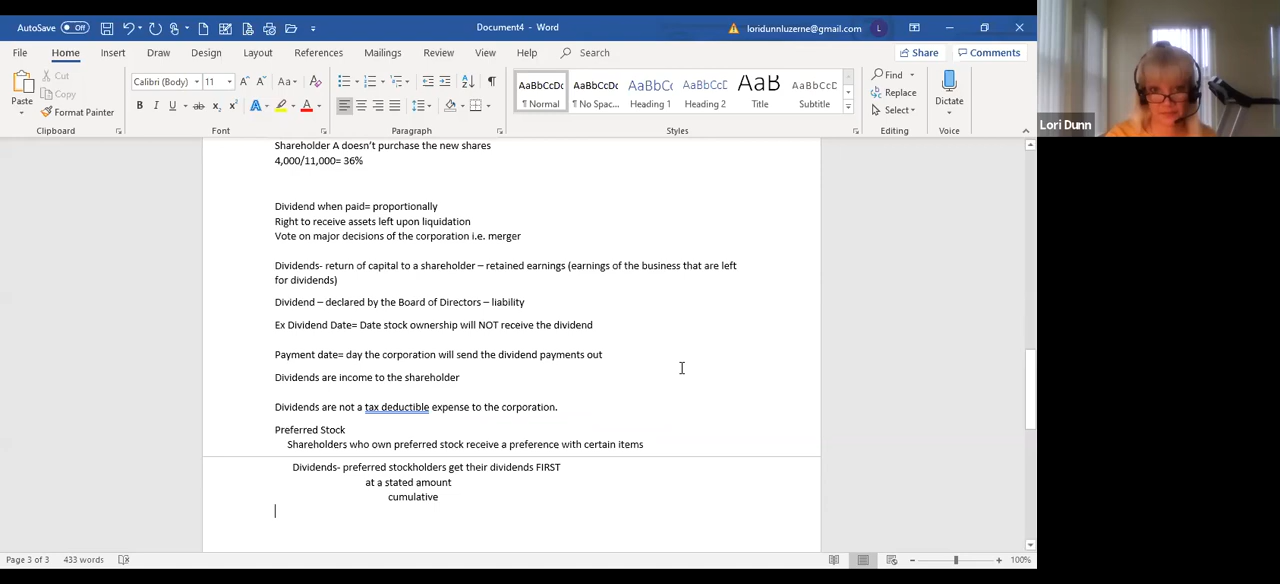 AutoSave Off
Document4 - Word
loridunnluzerne@gmail.com
L
File Home Insert Draw Design Layout References Mailings Review View Help Search
Share Comments
Paste
Cut
Copy
Format Painter
Clipboard
Calibri (Body) 11
Font
Paragraph
AaBbCcDc AaBbCcDc AaBbC AaBbCc AaB AaBbCcD
¶ Normal ¶ No Spac... Heading 1 Heading 2 Title Subtitle
Styles
Find
Replace
Select
Editing
Dictate
Voice
Lori Dunn
Shareholder A doesn't purchase the new shares
4,000/11,000= 36%
Dividend when paid= proportionally
Right to receive assets left upon liquidation
Vote on major decisions of the corporation i.e. merger
Dividends- return of capital to a shareholder – retained earnings (earnings of the business that are left
for dividends)
Dividend – declared by the Board of Directors – liability
Ex Dividend Date= Date stock ownership will NOT receive the dividend
Payment date= day the corporation will send the dividend payments out
Dividends are income to the shareholder
Dividends are not a tax deductible expense to the corporation.
Preferred Stock
Shareholders who own preferred stock receive a preference with certain items
Dividends- preferred stockholders get their dividends FIRST
at a stated amount
cumulative
Page 3 of 3 433 words
100%